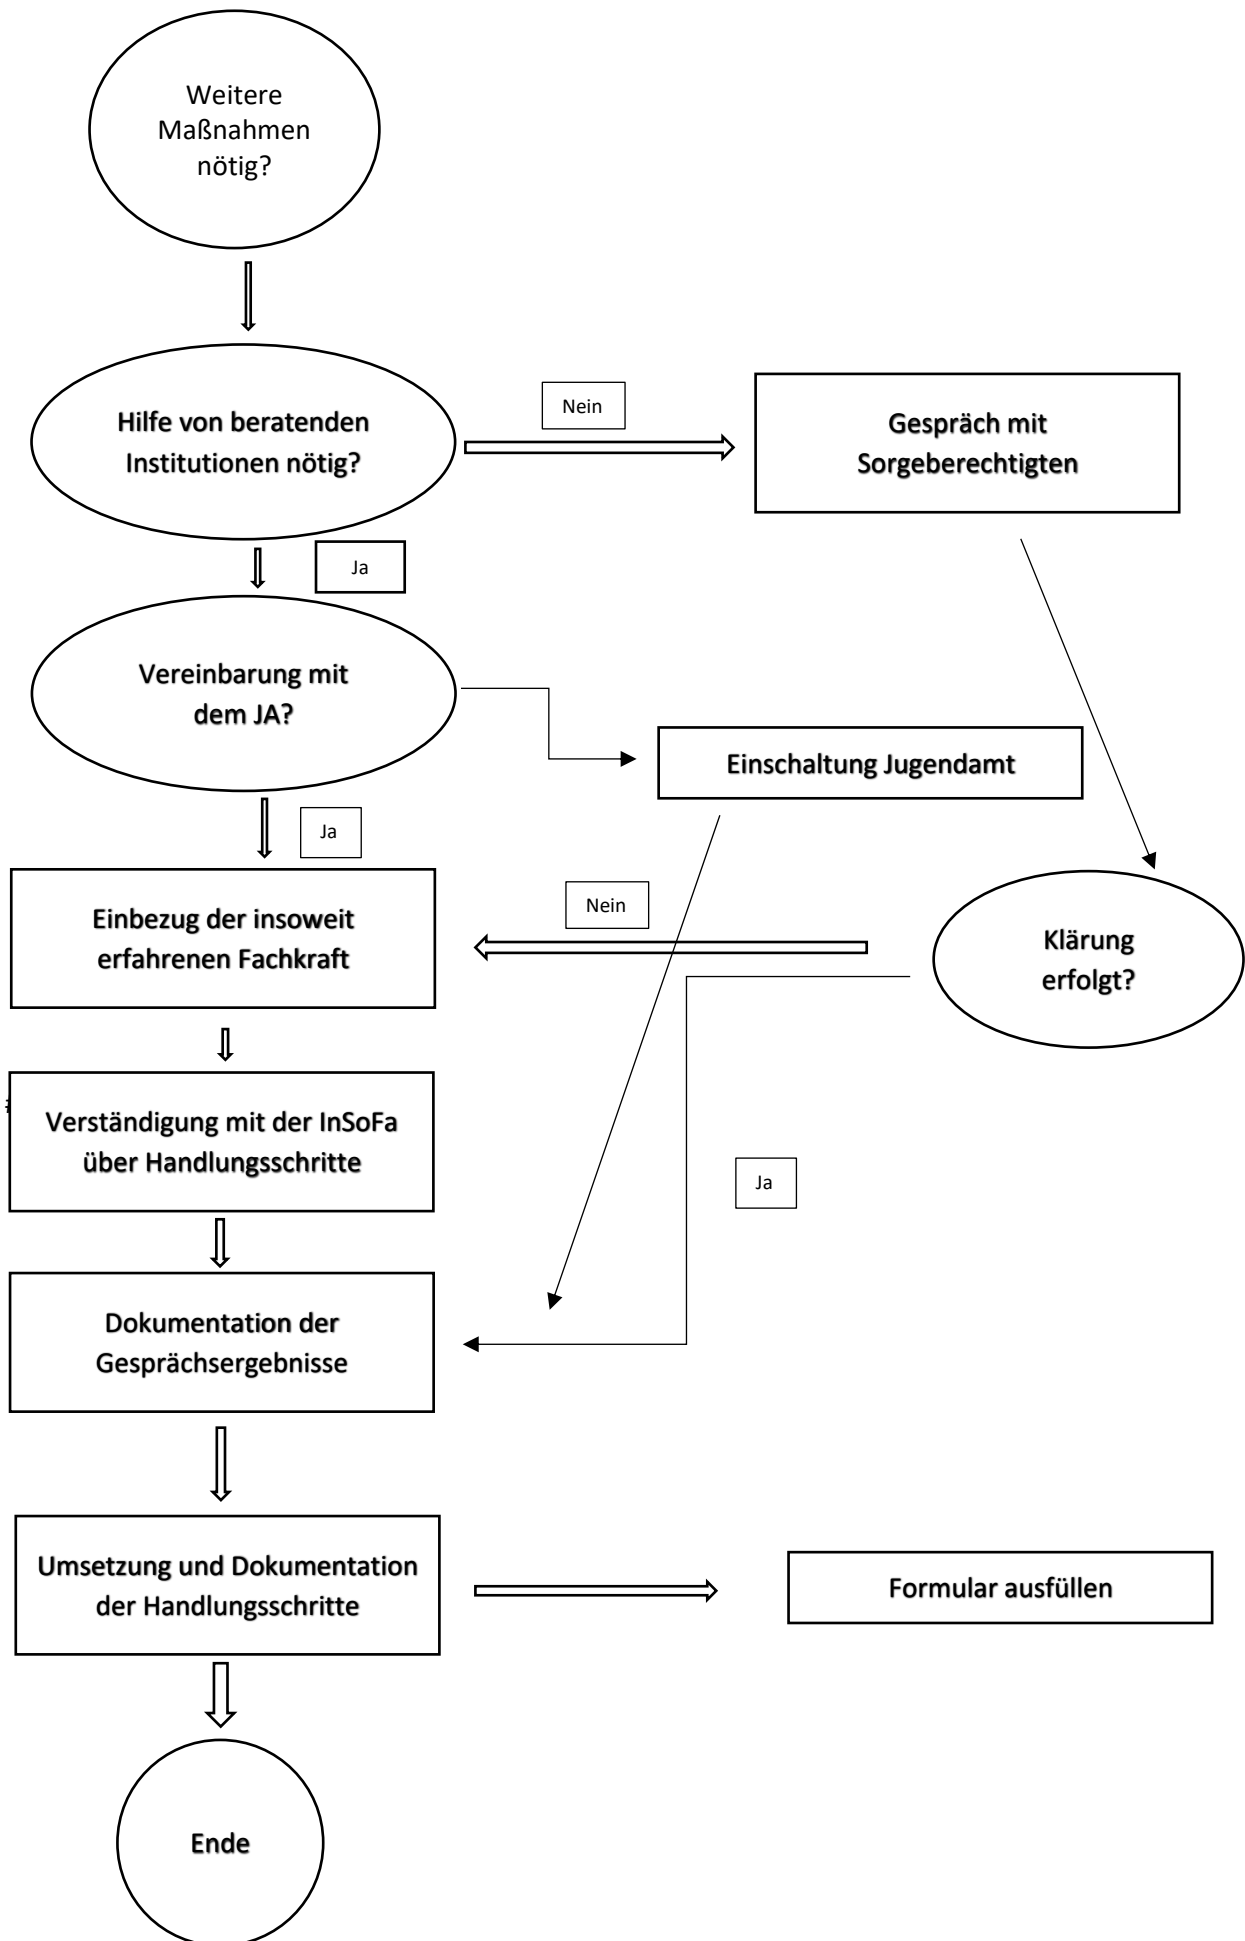 Weitere
Maßnahmen
nötig?
Hilfe von beratenden
Institutionen nötig?
Nein
Gespräch mit
Sorgeberechtigten
Ja
Vereinbarung mit
dem JA?
Einschaltung Jugendamt
Ja
Einbezug der insoweit
erfahrenen Fachkraft
Nein
Klärung
erfolgt?
Verständigung mit der InSoFa
über Handlungsschritte
Ja
Dokumentation der
Gesprächsergebnisse
Umsetzung und Dokumentation
der Handlungsschritte
Formular ausfüllen
Ende